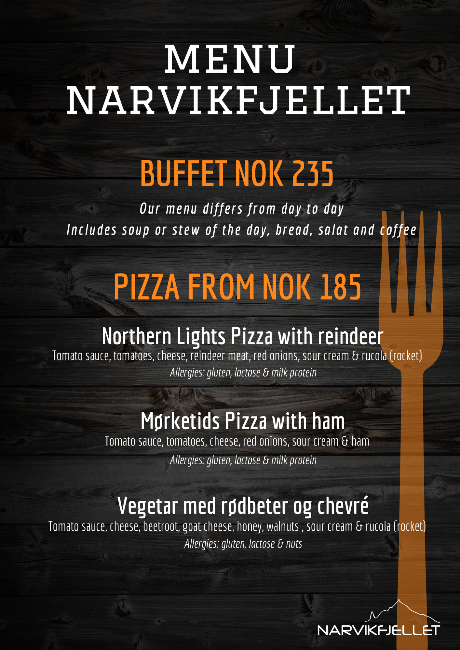 MENU
NARVIKFJELLET
BUFFET NOK 235
Our menu differs from day to day
Includes soup or stew of the day, bread, salat and coffee
PIZZA FROM NOK 185
Northern Lights Pizza with reindeer
Tomato sauce, tomatoes, cheese, reindeer meat, red onions, sour cream & rucola (rocket)
Allergies: gluten, lactose & milk protein
Mørketids Pizza with ham
Tomato sauce, tomatoes, cheese, red onions, sour cream & ham
Allergies: gluten, lactose & milk protein
Vegetar med rødbeter og chevré
Tomato sauce, cheese, beetroot, goat cheese, honey, walnuts , sour cream & rucola (rocket)
Allergies: gluten, lactose & nuts
NARVIKFJELLET